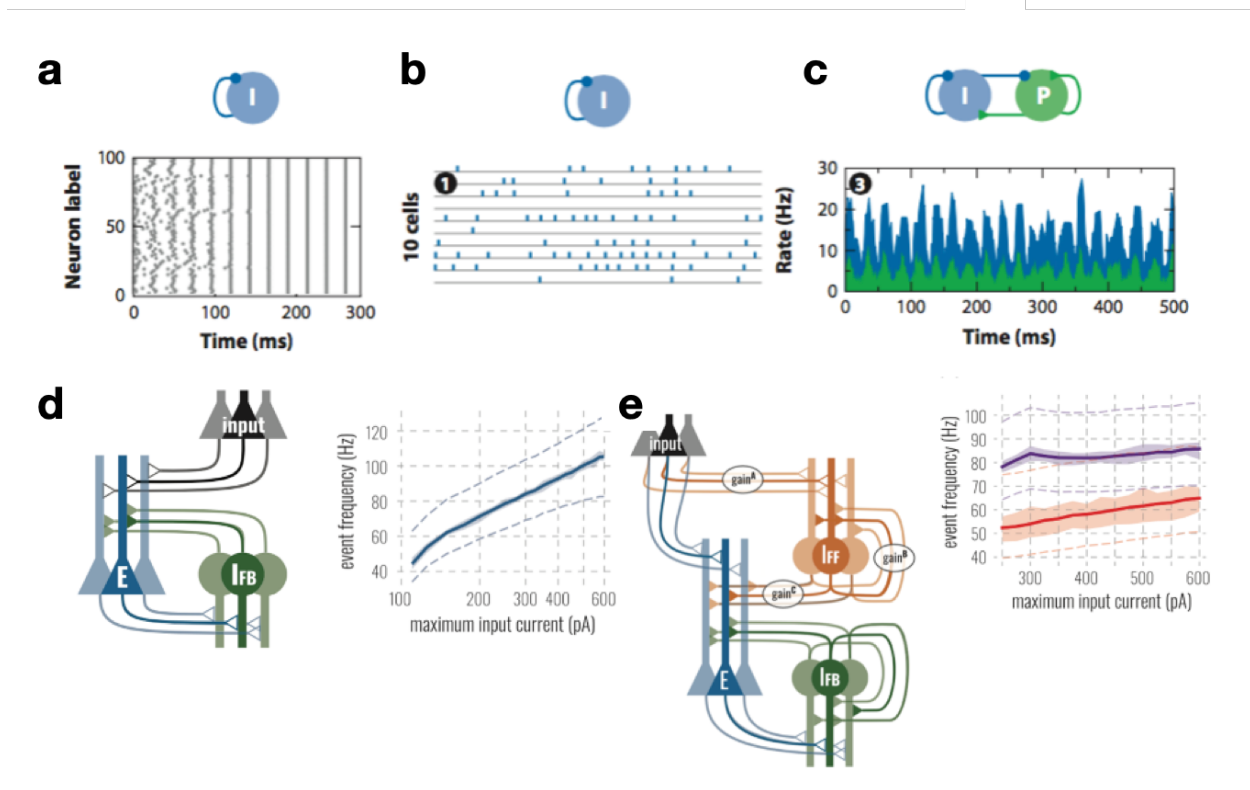 a
I
Neuron label
100
50
0
0 100 200 300
Time (ms)
b
I
1
10 cells
c
I P
3
Rate (Hz)
30
20
10
0
0 100 200 300 400 500
Time (ms)
d
input
E
IFB
event frequency (Hz)
120
100
80
60
40
100 200 300 400 600
maximum input current (pA)
e
input
gainA
IFF
gainB
gainC
E
IFB
event frequency (Hz)
100
90
80
70
60
50
40
300 400 500 600
maximum input current (pA)